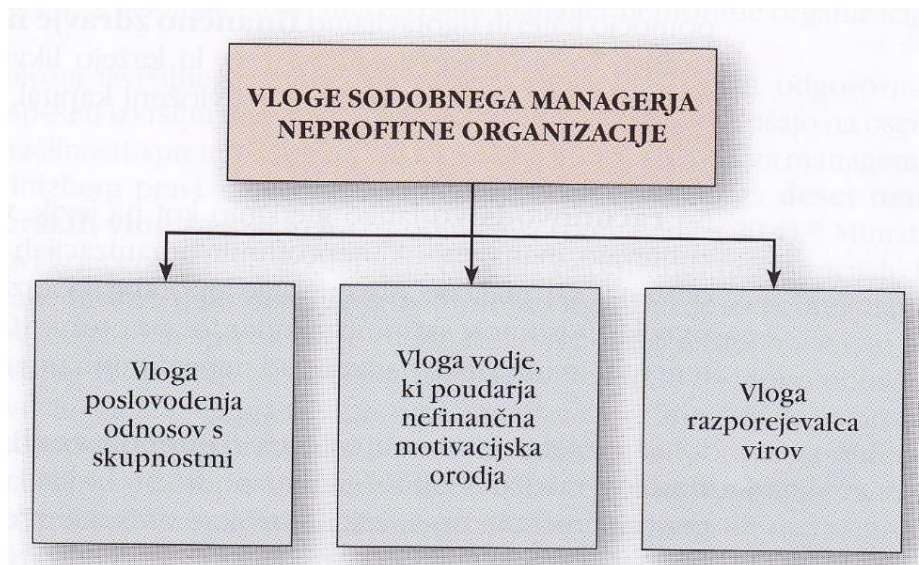 VLOGE SODOBNEGA MANAGERJA
NEPROFITNE ORGANIZACIJE
Vloga
poslovodenja
odnosov s
skupnostmi
Vloga vodje,
ki poudarja
nefinančna
motivacijska
orodja
Vloga
razporejevalca
virov